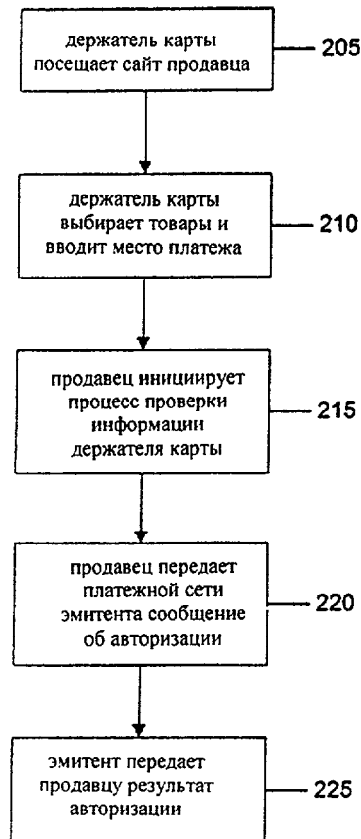 держатель карты
посещает сайт продавца
205
держатель карты
выбирает товары и
вводит место платежа
210
продавец инициирует
процесс проверки
информации
держателя карты
215
продавец передает
платежной сети
эмитента сообщение
об авторизации
220
эмитент передает
продавцу результат
авторизации
225